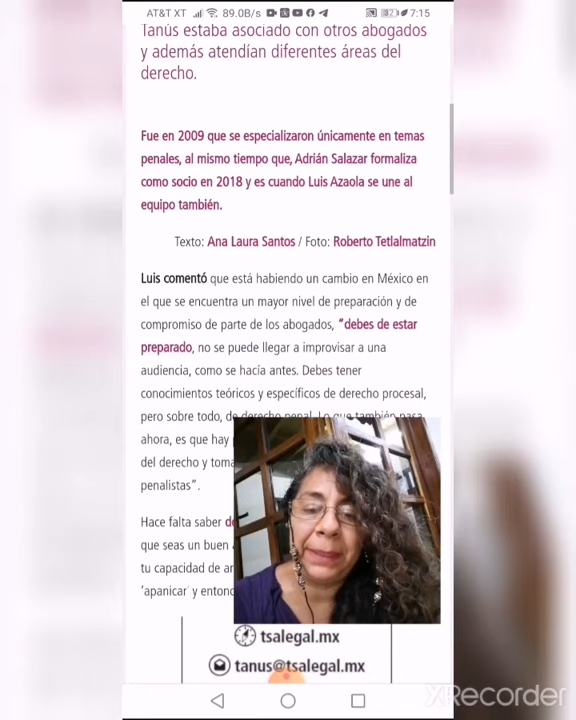 AT&T XT 89.0B/s 82 7:15
Tanús estaba asociado con otros abogados
y además atendían diferentes áreas del
derecho.
Fue en 2009 que se especializaron únicamente en temas
penales, al mismo tiempo que, Adrián Salazar formaliza
como socio en 2018 y es cuando Luis Azaola se une al
equipo también.
Texto: Ana Laura Santos / Foto: Roberto Tetlalmatzin
Luis comentó que está habiendo un cambio en México en
el que se encuentra un mayor nivel de preparación y de
compromiso de parte de los abogados, "debes de estar
preparado, no se puede llegar a improvisar a una
audiencia, como se hacía antes. Debes tener
conocimientos teóricos y específicos de derecho procesal,
pero sobre todo, de derecho penal. Lo que también pasa
ahora, es que hay
del derecho y toma
penalistas".
Hace falta saber
que seas un buen
tu capacidad de
'apanicar' y
tsalegal.mx
tanus@tsalegal.mx
XRecorder